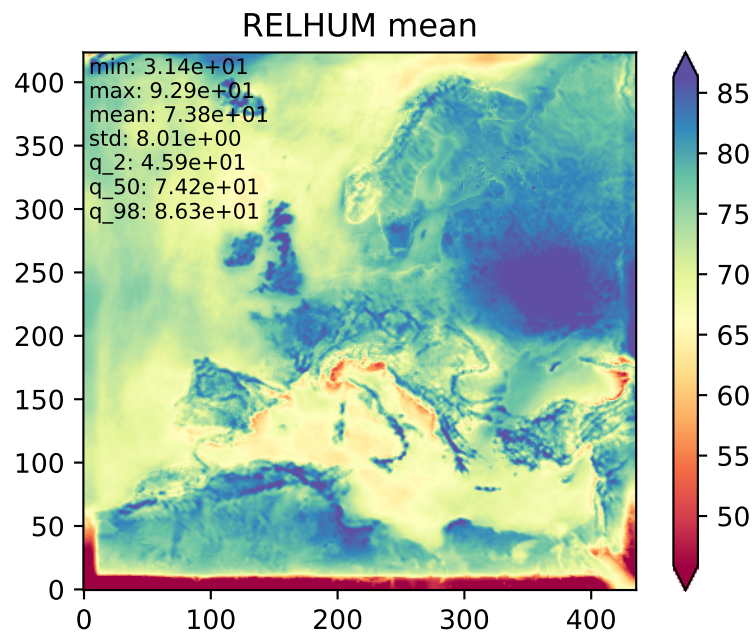 RELHUM mean
min: 3.14e+01
max: 9.29e+01
mean: 7.38e+01
std: 8.01e+00
q_2: 4.59e+01
q_50: 7.42e+01
q_98: 8.63e+01
400
350
300
250
200
150
100
50
0
0 100 200 300 400
85
80
75
70
65
60
55
50